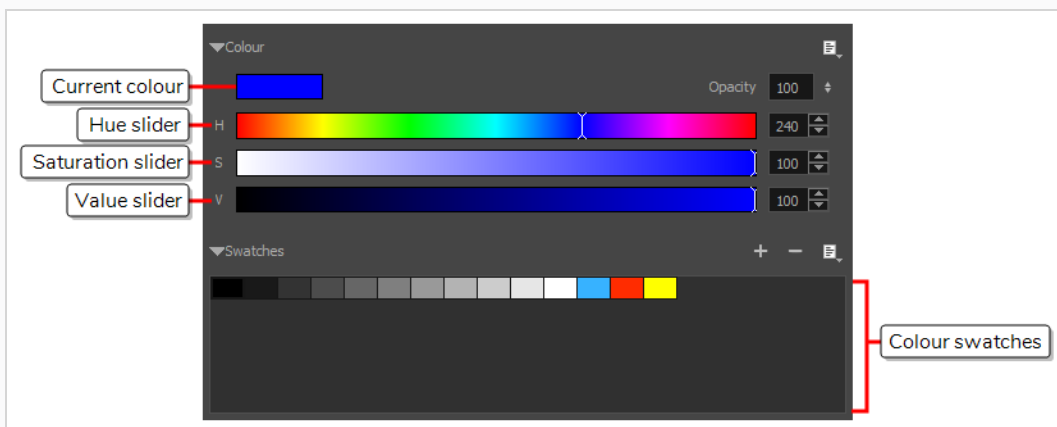 Colour
Current colour
Opacity 100
Hue slider
H 240
Saturation slider
S 100
Value slider
V 100
Swatches + −
Colour swatches